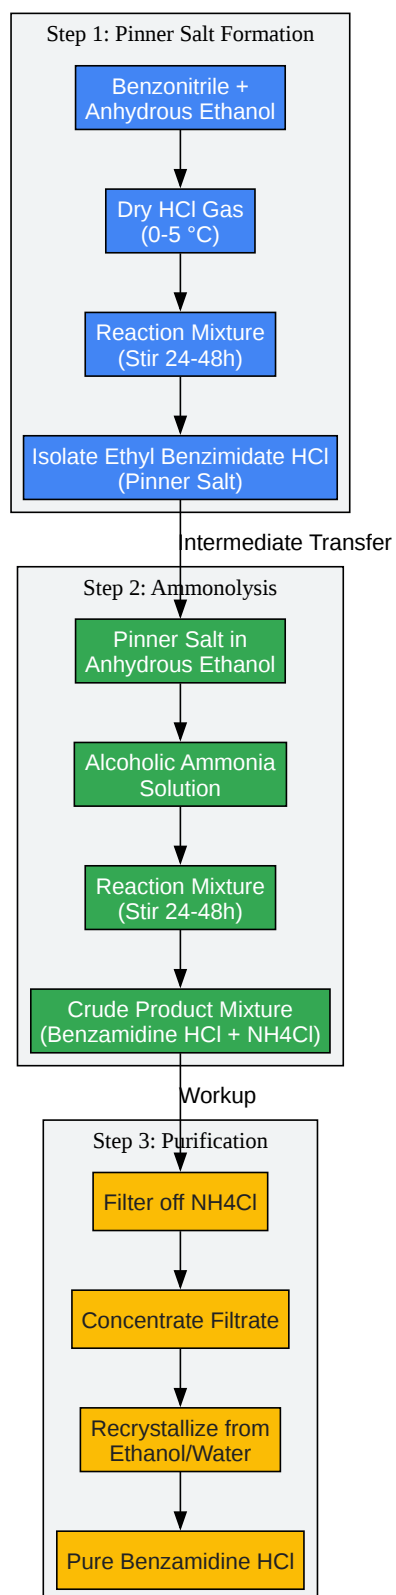 Step 1: Pinner Salt Formation
Benzonitrile +
Anhydrous Ethanol
Dry HCl Gas
(0-5 °C)
Reaction Mixture
(Stir 24-48h)
Isolate Ethyl Benzimidate HCl
(Pinner Salt)
Intermediate Transfer
Step 2: Ammonolysis
Pinner Salt in
Anhydrous Ethanol
Alcoholic Ammonia
Solution
Reaction Mixture
(Stir 24-48h)
Crude Product Mixture
(Benzamidine HCl + NH4Cl)
Workup
Step 3: Purification
Filter off NH4Cl
Concentrate Filtrate
Recrystallize from
Ethanol/Water
Pure Benzamidine HCl